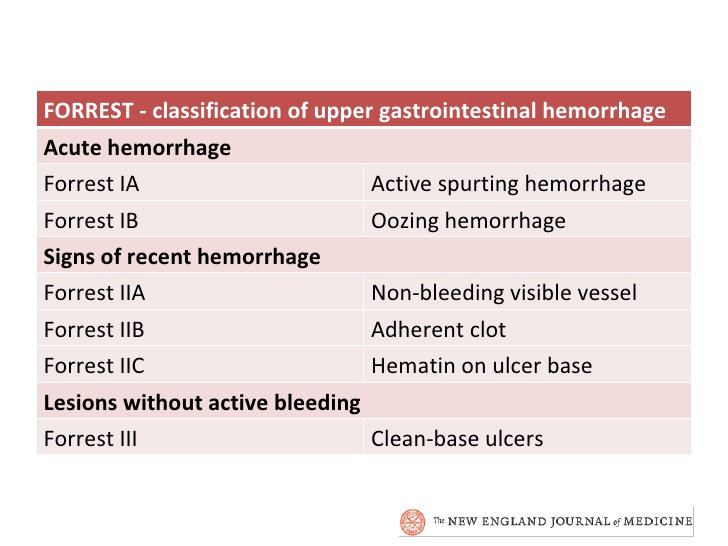 FORREST - classification of upper gastrointestinal hemorrhage
Acute hemorrhage
Forrest IA Active spurting hemorrhage
Forrest IB Oozing hemorrhage
Signs of recent hemorrhage
Forrest IIA Non-bleeding visible vessel
Forrest IIB Adherent clot
Forrest IIC Hematin on ulcer base
Lesions without active bleeding
Forrest III Clean-base ulcers
The NEW ENGLAND JOURNAL of MEDICINE